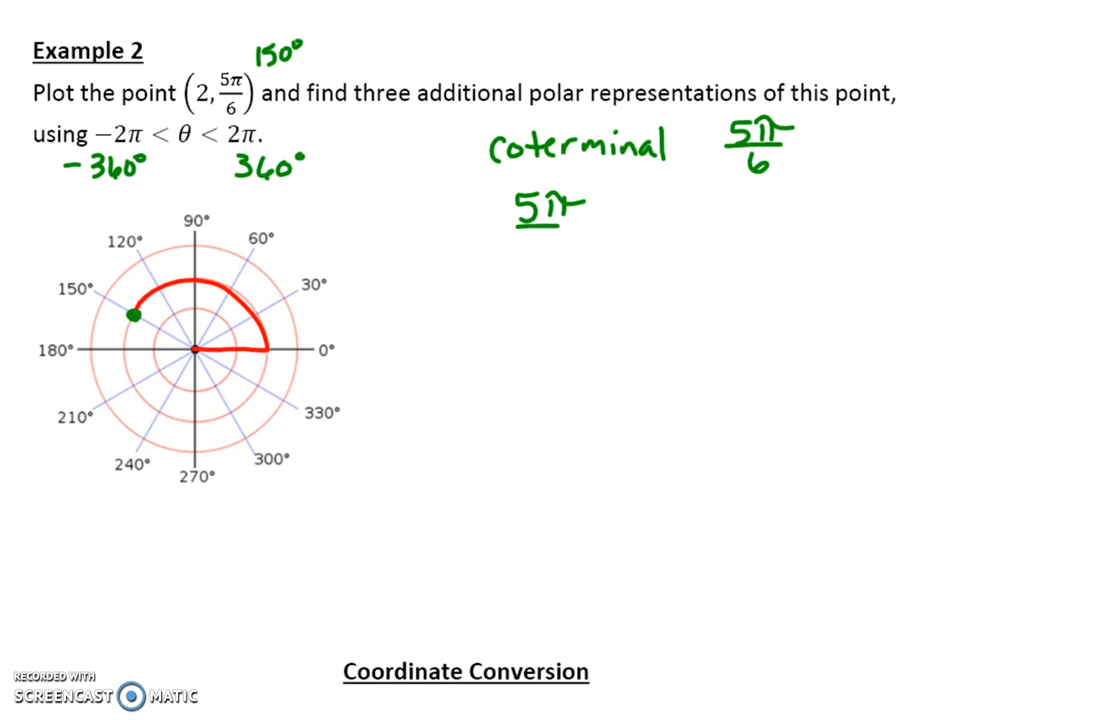 Example 2
150°
Plot the point (2, 5π/6) and find three additional polar representations of this point,
using −2π < θ < 2π.
-360° 360°
coterminal 5π/6
5π
90°
120° 60°
150° 30°
180° 0°
210° 330°
240° 300°
270°
Coordinate Conversion
RECORDED WITH
SCREENCAST MATIC